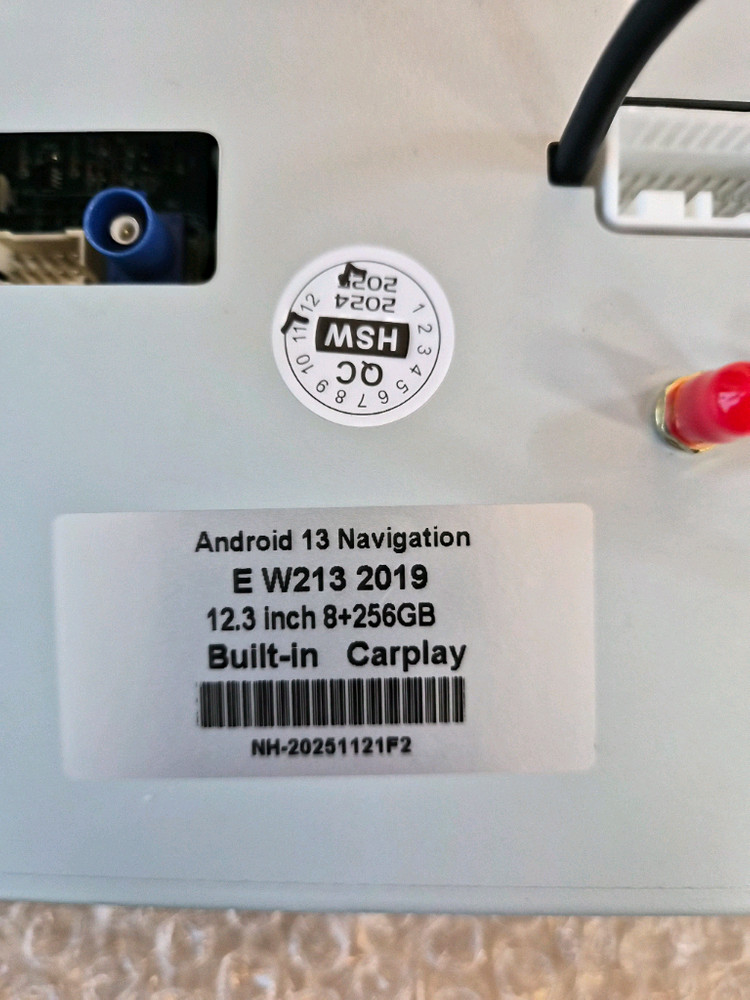 2025
2024
HSW
QC
1 2 3 4 5 6 7 8 9 10 11 12
Android 13 Navigation
E W213 2019
12.3 inch 8+256GB
Built-in Carplay
NH-20251121F2